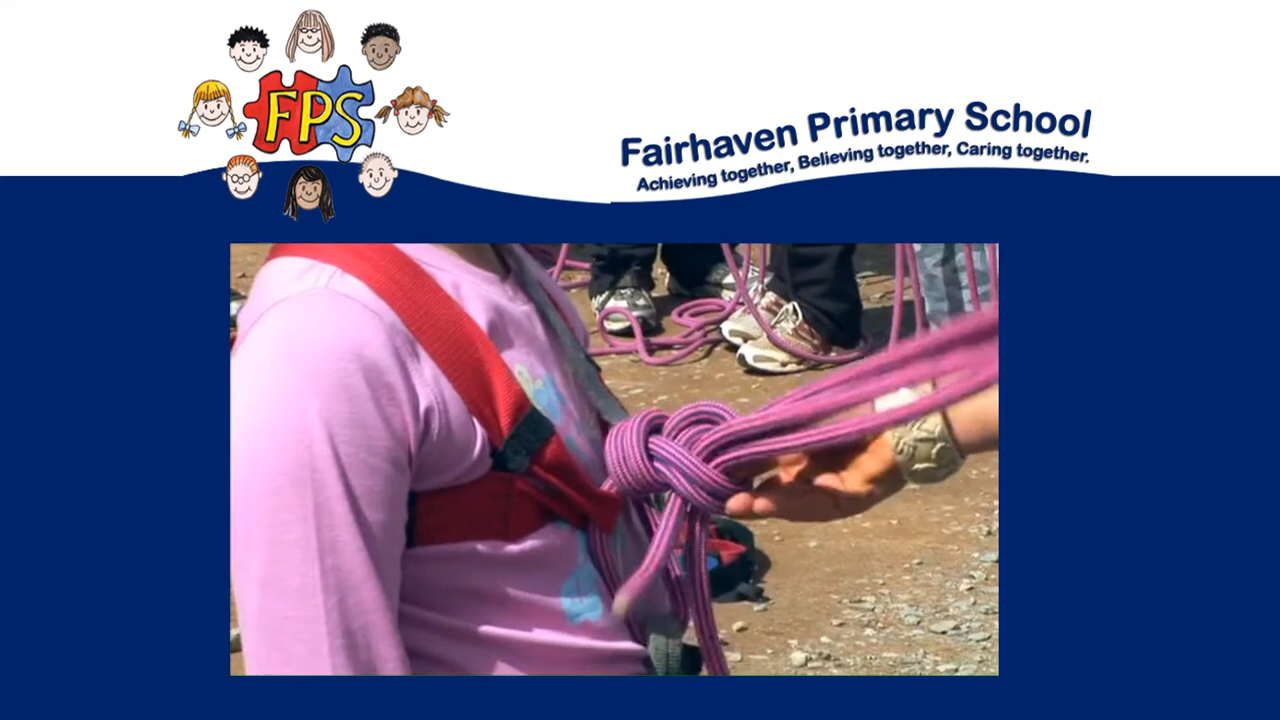 FPS
Fairhaven Primary School
Achieving together, Believing together, Caring together.